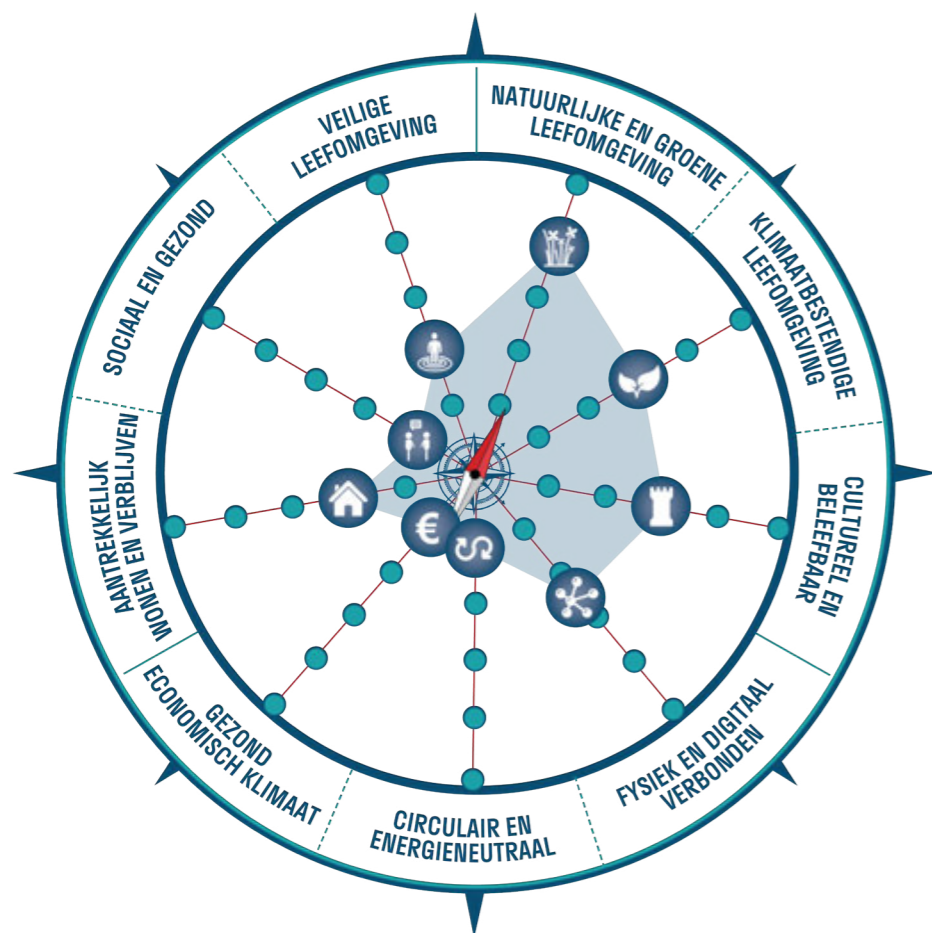 NATUURLIJKE EN GROENE
LEEFOMGEVING
KLIMAATBESTENDIGE
LEEFOMGEVING
CULTUREEL EN
BELEEFBAAR
FYSIEK EN DIGITAAL
VERBONDEN
CIRCULAIR EN
ENERGIENEUTRAAL
GEZOND
ECONOMISCH KLIMAAT
AANTREKKELIJK
WONEN EN VERBLIJVEN
SOCIAAL EN GEZOND
VEILIGE
LEEFOMGEVING
€